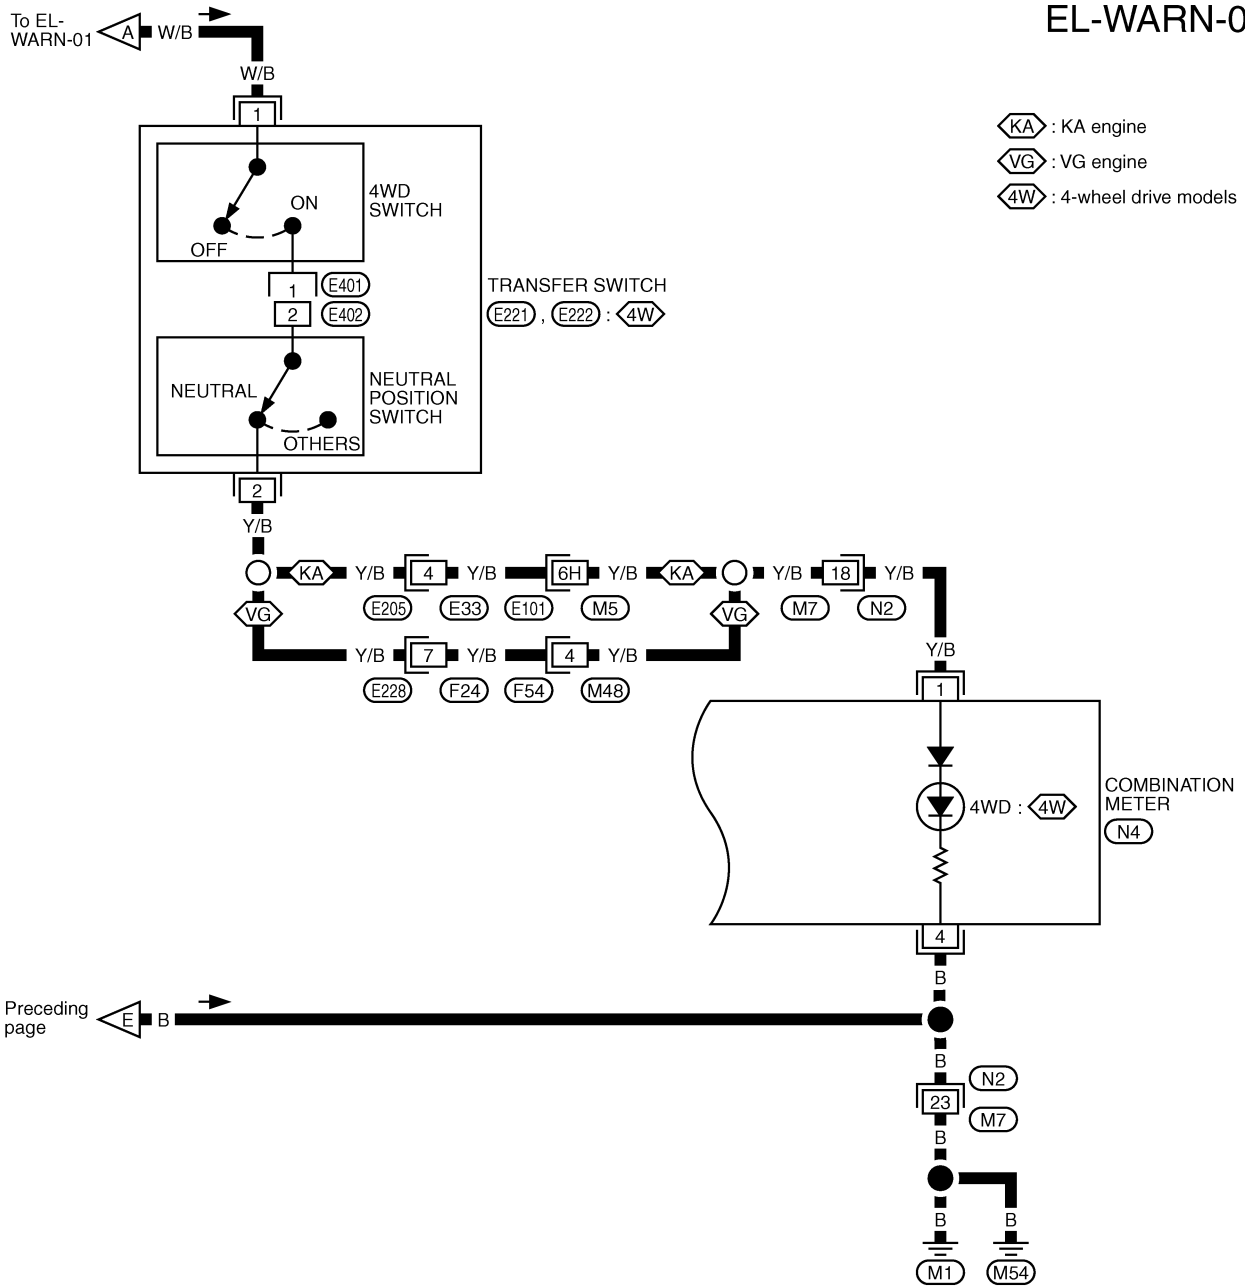 To EL-
WARN-01
A
W/B
EL-WARN-0
W/B
1
KA : KA engine
VG : VG engine
4W : 4-wheel drive models
4WD
SWITCH
ON
OFF
1
E401
2
E402
TRANSFER SWITCH
E221 , E222 : 4W
NEUTRAL
NEUTRAL
POSITION
SWITCH
OTHERS
2
Y/B
KA Y/B 4 Y/B 6H Y/B KA Y/B 18 Y/B
E205 E33 E101 M5 M7 N2
VG VG
Y/B 7 Y/B 4 Y/B
Y/B
E228 F24 F54 M48
1
4WD : 4W
COMBINATION
METER
N4
4
B
Preceding
page
E B
B
N2
23
M7
B
B B
M1 M54